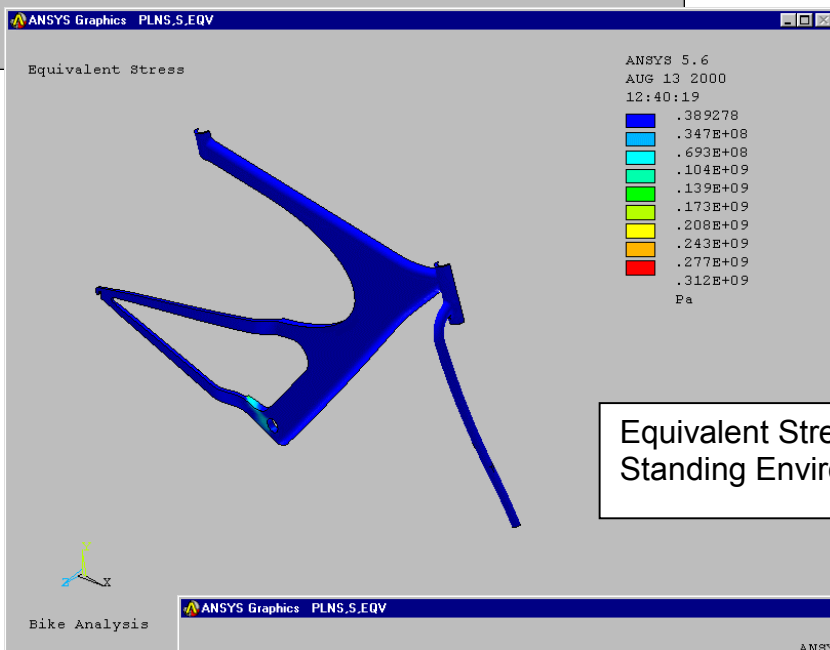 ANSYS Graphics PLNS,S,EQV
Equivalent Stress
ANSYS 5.6
AUG 13 2000
12:40:19
.389278
.347E+08
.693E+08
.104E+09
.139E+09
.173E+09
.208E+09
.243E+09
.277E+09
.312E+09
Pa
Equivalent
Standing
Y
Z
X
Bike Analysis
ANSYS Graphics PLNS,S,EQV